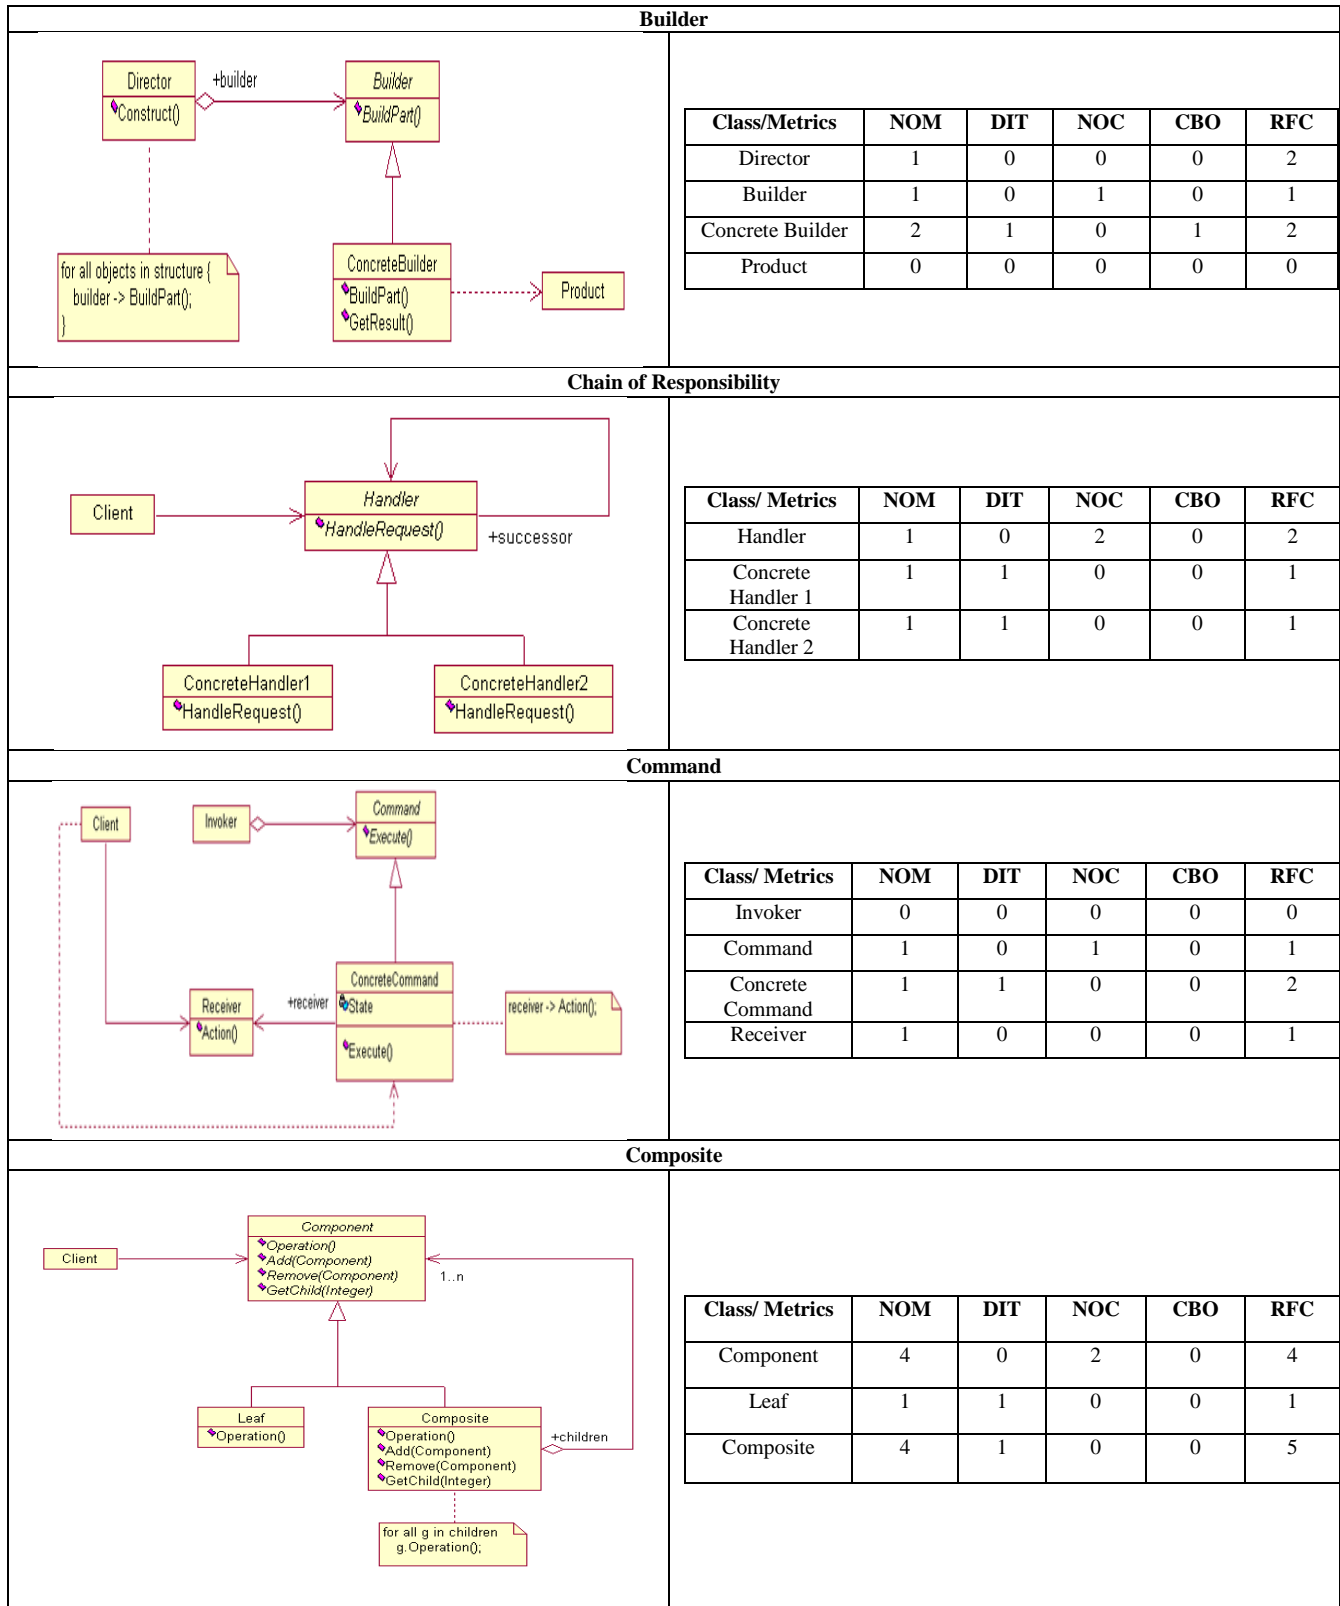 Builder
Director
Construct()
+builder
Builder
BuildPart()
for all objects in structure {
builder -> BuildPart();
}
ConcreteBuilder
BuildPart()
GetResult()
Product
Class/Metrics NOM DIT NOC CBO RFC
Director 1 0 0 0 2
Builder 1 0 1 0 1
Concrete Builder 2 1 0 1 2
Product 0 0 0 0 0
Chain of Responsibility
Client
Handler
HandleRequest()
+successor
ConcreteHandler1
HandleRequest()
ConcreteHandler2
HandleRequest()
Class/ Metrics NOM DIT NOC CBO RFC
Handler 1 0 2 0 2
Concrete 1 1 0 0 1
Handler 1
Concrete 1 1 0 0 1
Handler 2
Command
Client
Invoker
Command
Execute()
Receiver
Action()
+receiver
ConcreteCommand
State
Execute()
receiver -> Action();
Class/ Metrics NOM DIT NOC CBO RFC
Invoker 0 0 0 0 0
Command 1 0 1 0 1
Concrete 1 1 0 0 2
Command
Receiver 1 0 0 0 1
Composite
Client
Component
Operation()
Add(Component)
Remove(Component)
GetChild(Integer)
1..n
Leaf
Operation()
Composite
Operation()
Add(Component)
Remove(Component)
GetChild(Integer)
+children
for all g in children
g.Operation();
Class/ Metrics NOM DIT NOC CBO RFC
Component 4 0 2 0 4
Leaf 1 1 0 0 1
Composite 4 1 0 0 5